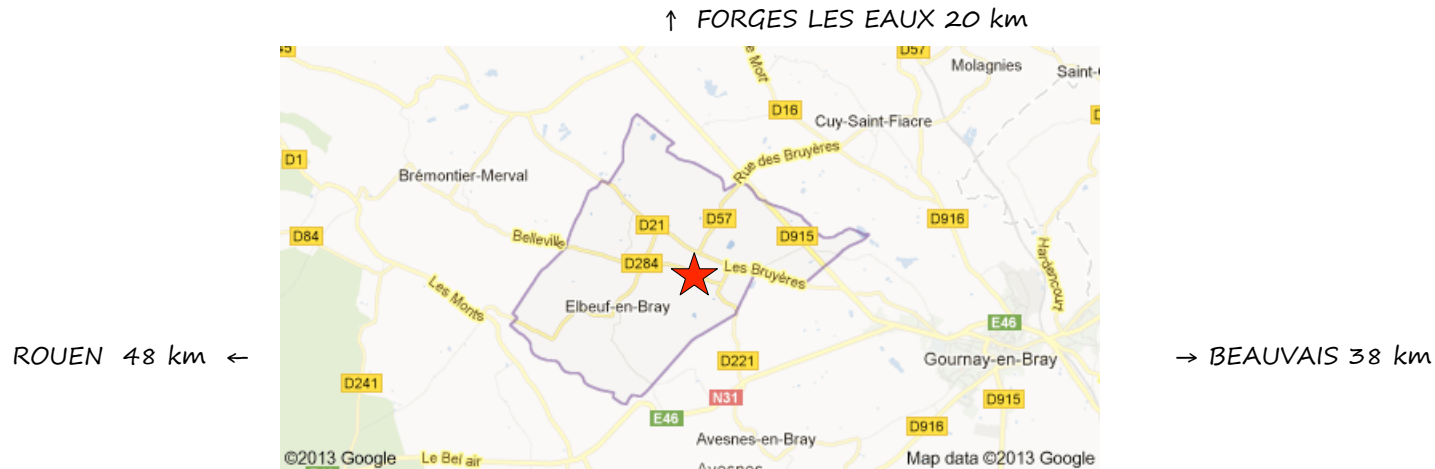 ↑ FORGES LES EAUX 20 km
D57
Molagnies
Saint-
D16
Cuy-Saint-Fiacre
Rue des Bruyères
D1
Brémontier-Merval
D21
D57
D915
D916
D84
Belleville
D284
Les Bruyères
Hardencourt
Les Monts
Elbeuf-en-Bray
E46
ROUEN 48 km ←
Gournay-en-Bray
→ BEAUVAIS 38 km
D221
D241
N31
D915
E46
D916
Avesnes-en-Bray
©2013 Google
Le Bel air
Map data ©2013 Google